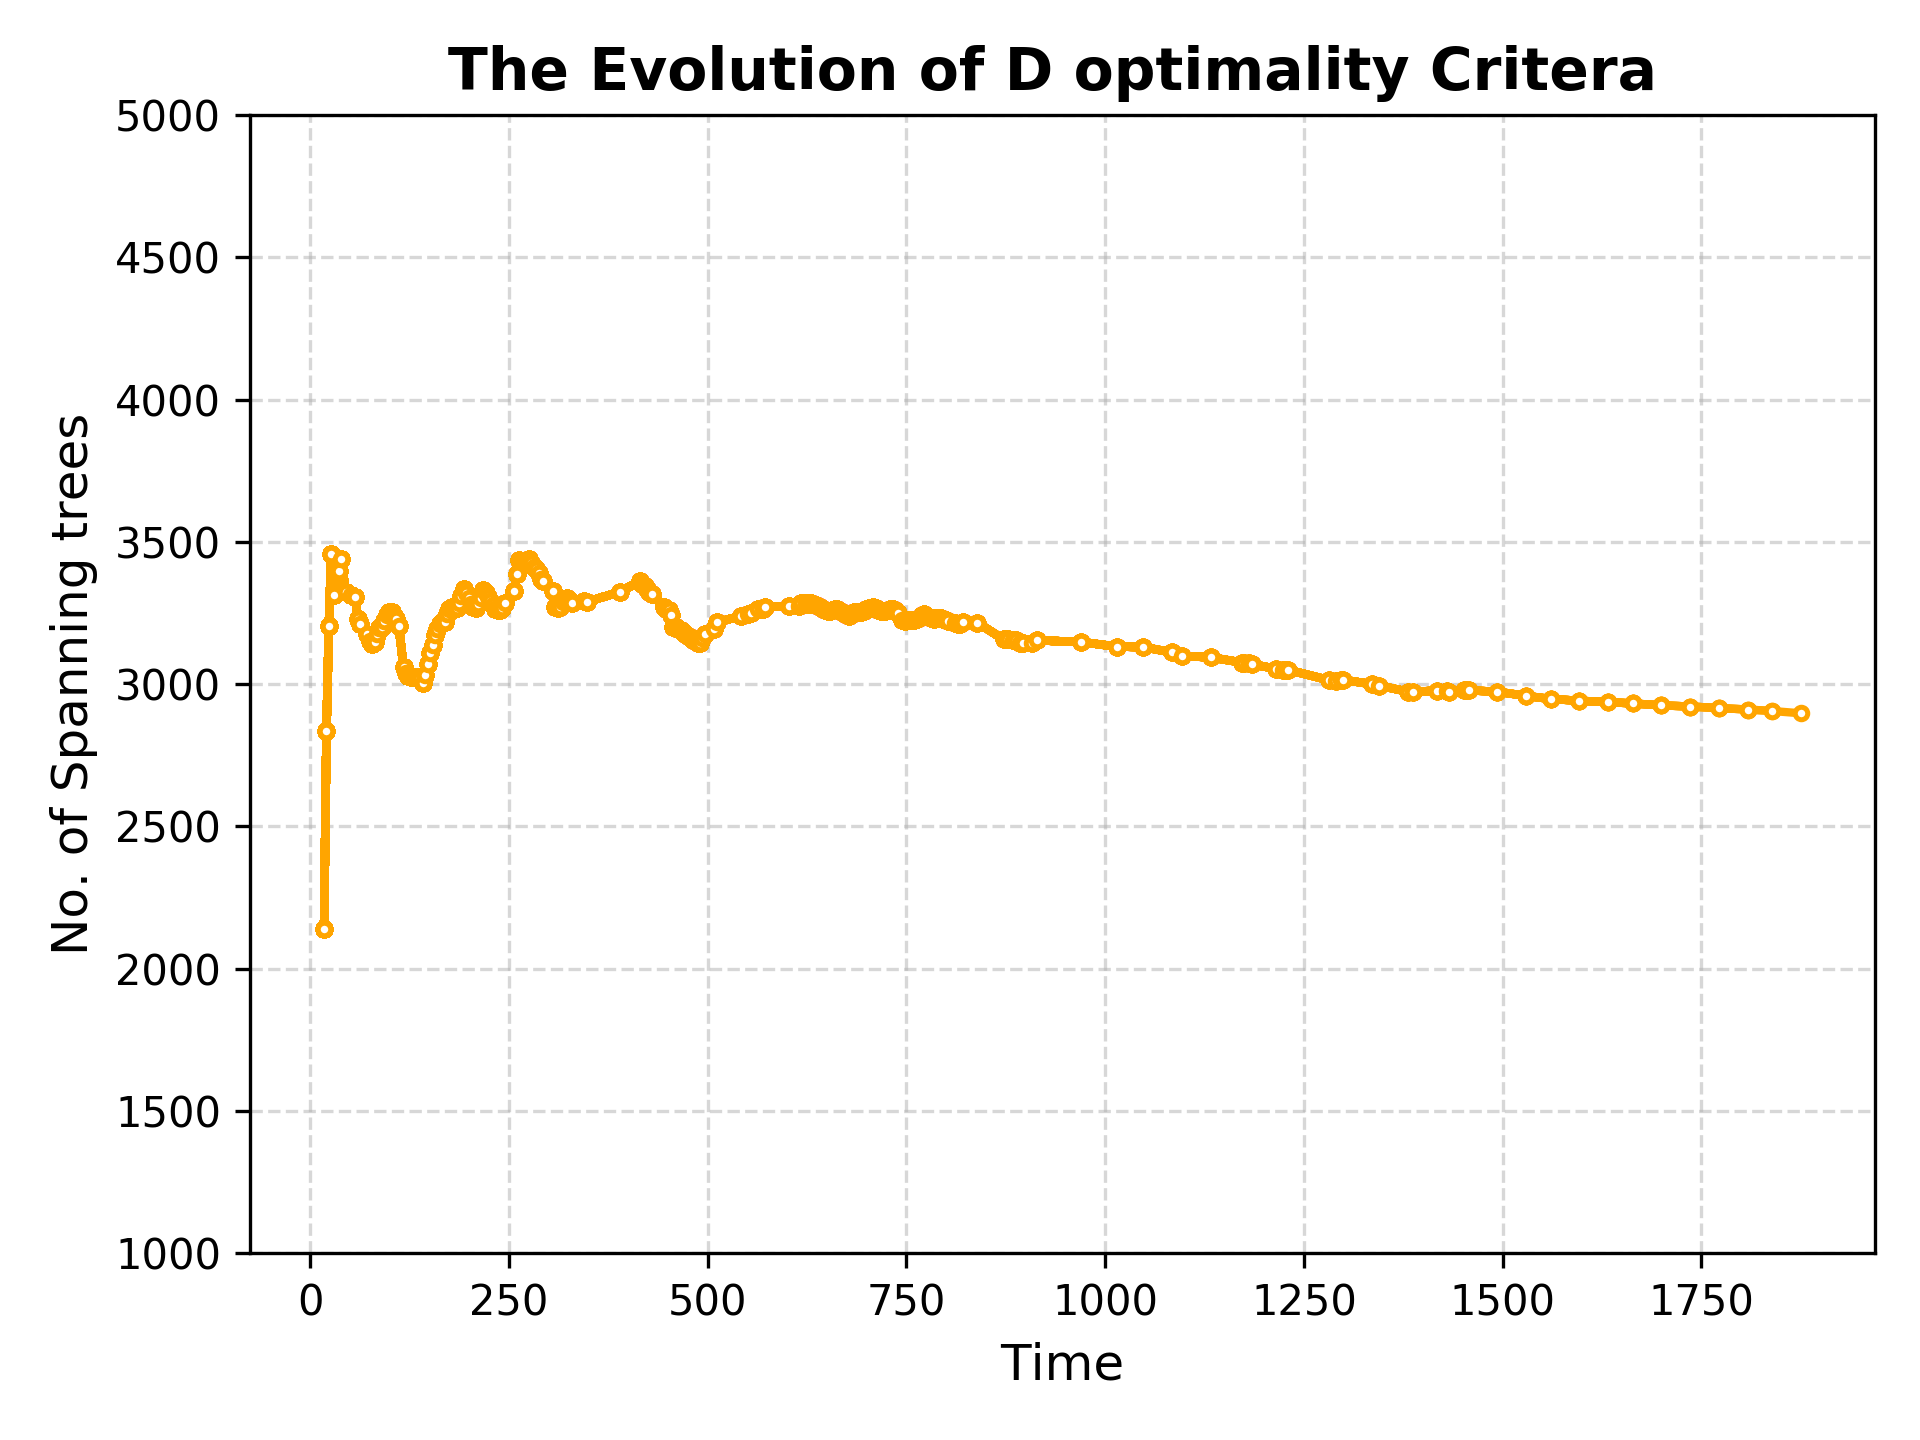 The Evolution of D optimality Critera
5000
4500
4000
3500
3000
2500
2000
1500
1000
No. of Spanning trees
0 250 500 750 1000 1250 1500 1750
Time